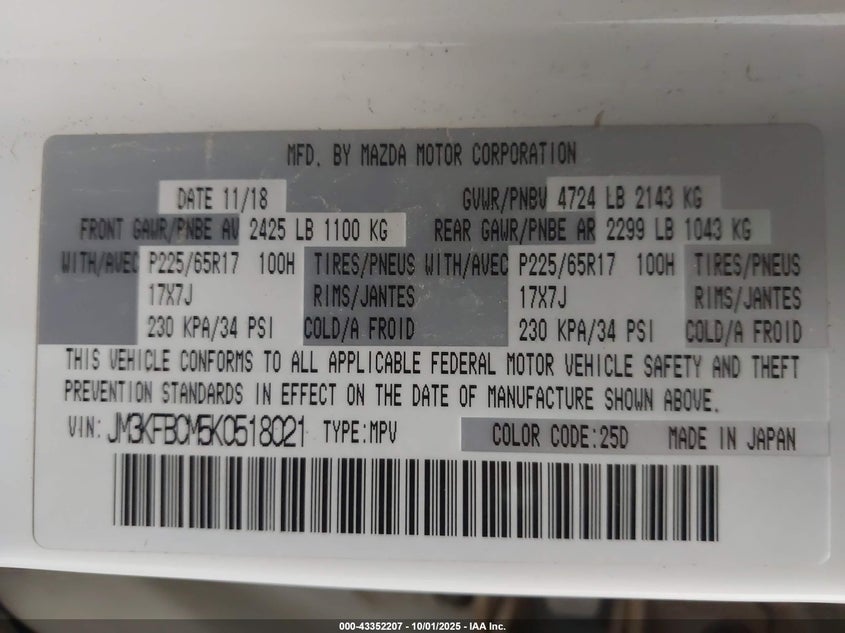 MFD. BY MAZDA MOTOR CORPORATION
DATE 11/18 GVWR/PNBV 4724 LB 2143 KG
FRONT GAWR/PNBE AV 2425 LB 1100 KG REAR GAWR/PNBE AR 2299 LB 1043 KG
WITH/AVEC P225/65R17 100H TIRES/PNEUS WITH/AVEC P225/65R17 100H TIRES/PNEUS
17X7J RIMS/JANTES 17X7J RIMS/JANTES
230 KPA/34 PSI COLD/A FROID 230 KPA/34 PSI COLD/A FROID
THIS VEHICLE CONFORMS TO ALL APPLICABLE FEDERAL MOTOR VEHICLE SAFETY AND THEFT
PREVENTION STANDARDS IN EFFECT ON THE DATE OF MANUFACTURE SHOWN ABOVE.
VIN: JM3KFBCM5K0518021 TYPE:MPV COLOR CODE:25D MADE IN JAPAN
000-43352207 - 10/01/2025 - IAA Inc.